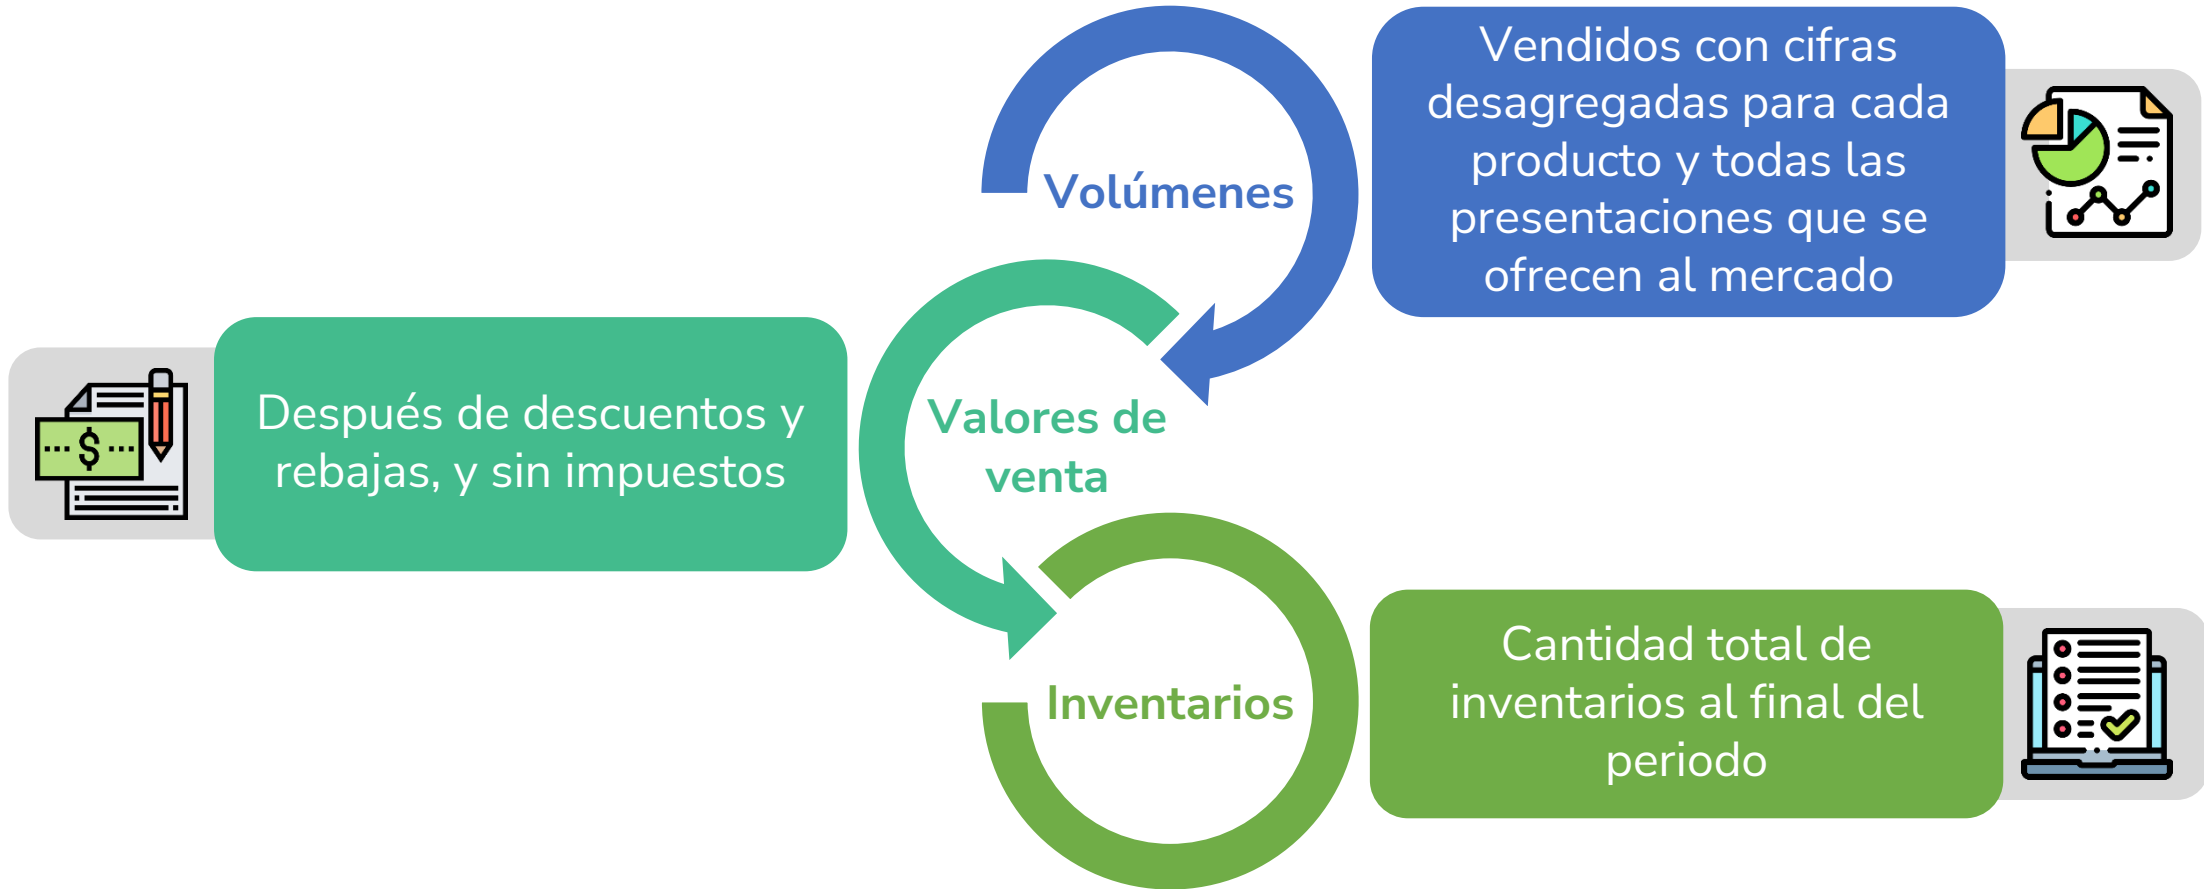 Volúmenes
Vendidos con cifras
desagregadas para cada
producto y todas las
presentaciones que se
ofrecen al mercado
Valores de
venta
Después de descuentos y
rebajas, y sin impuestos
$
Inventarios
Cantidad total de
inventarios al final del
periodo